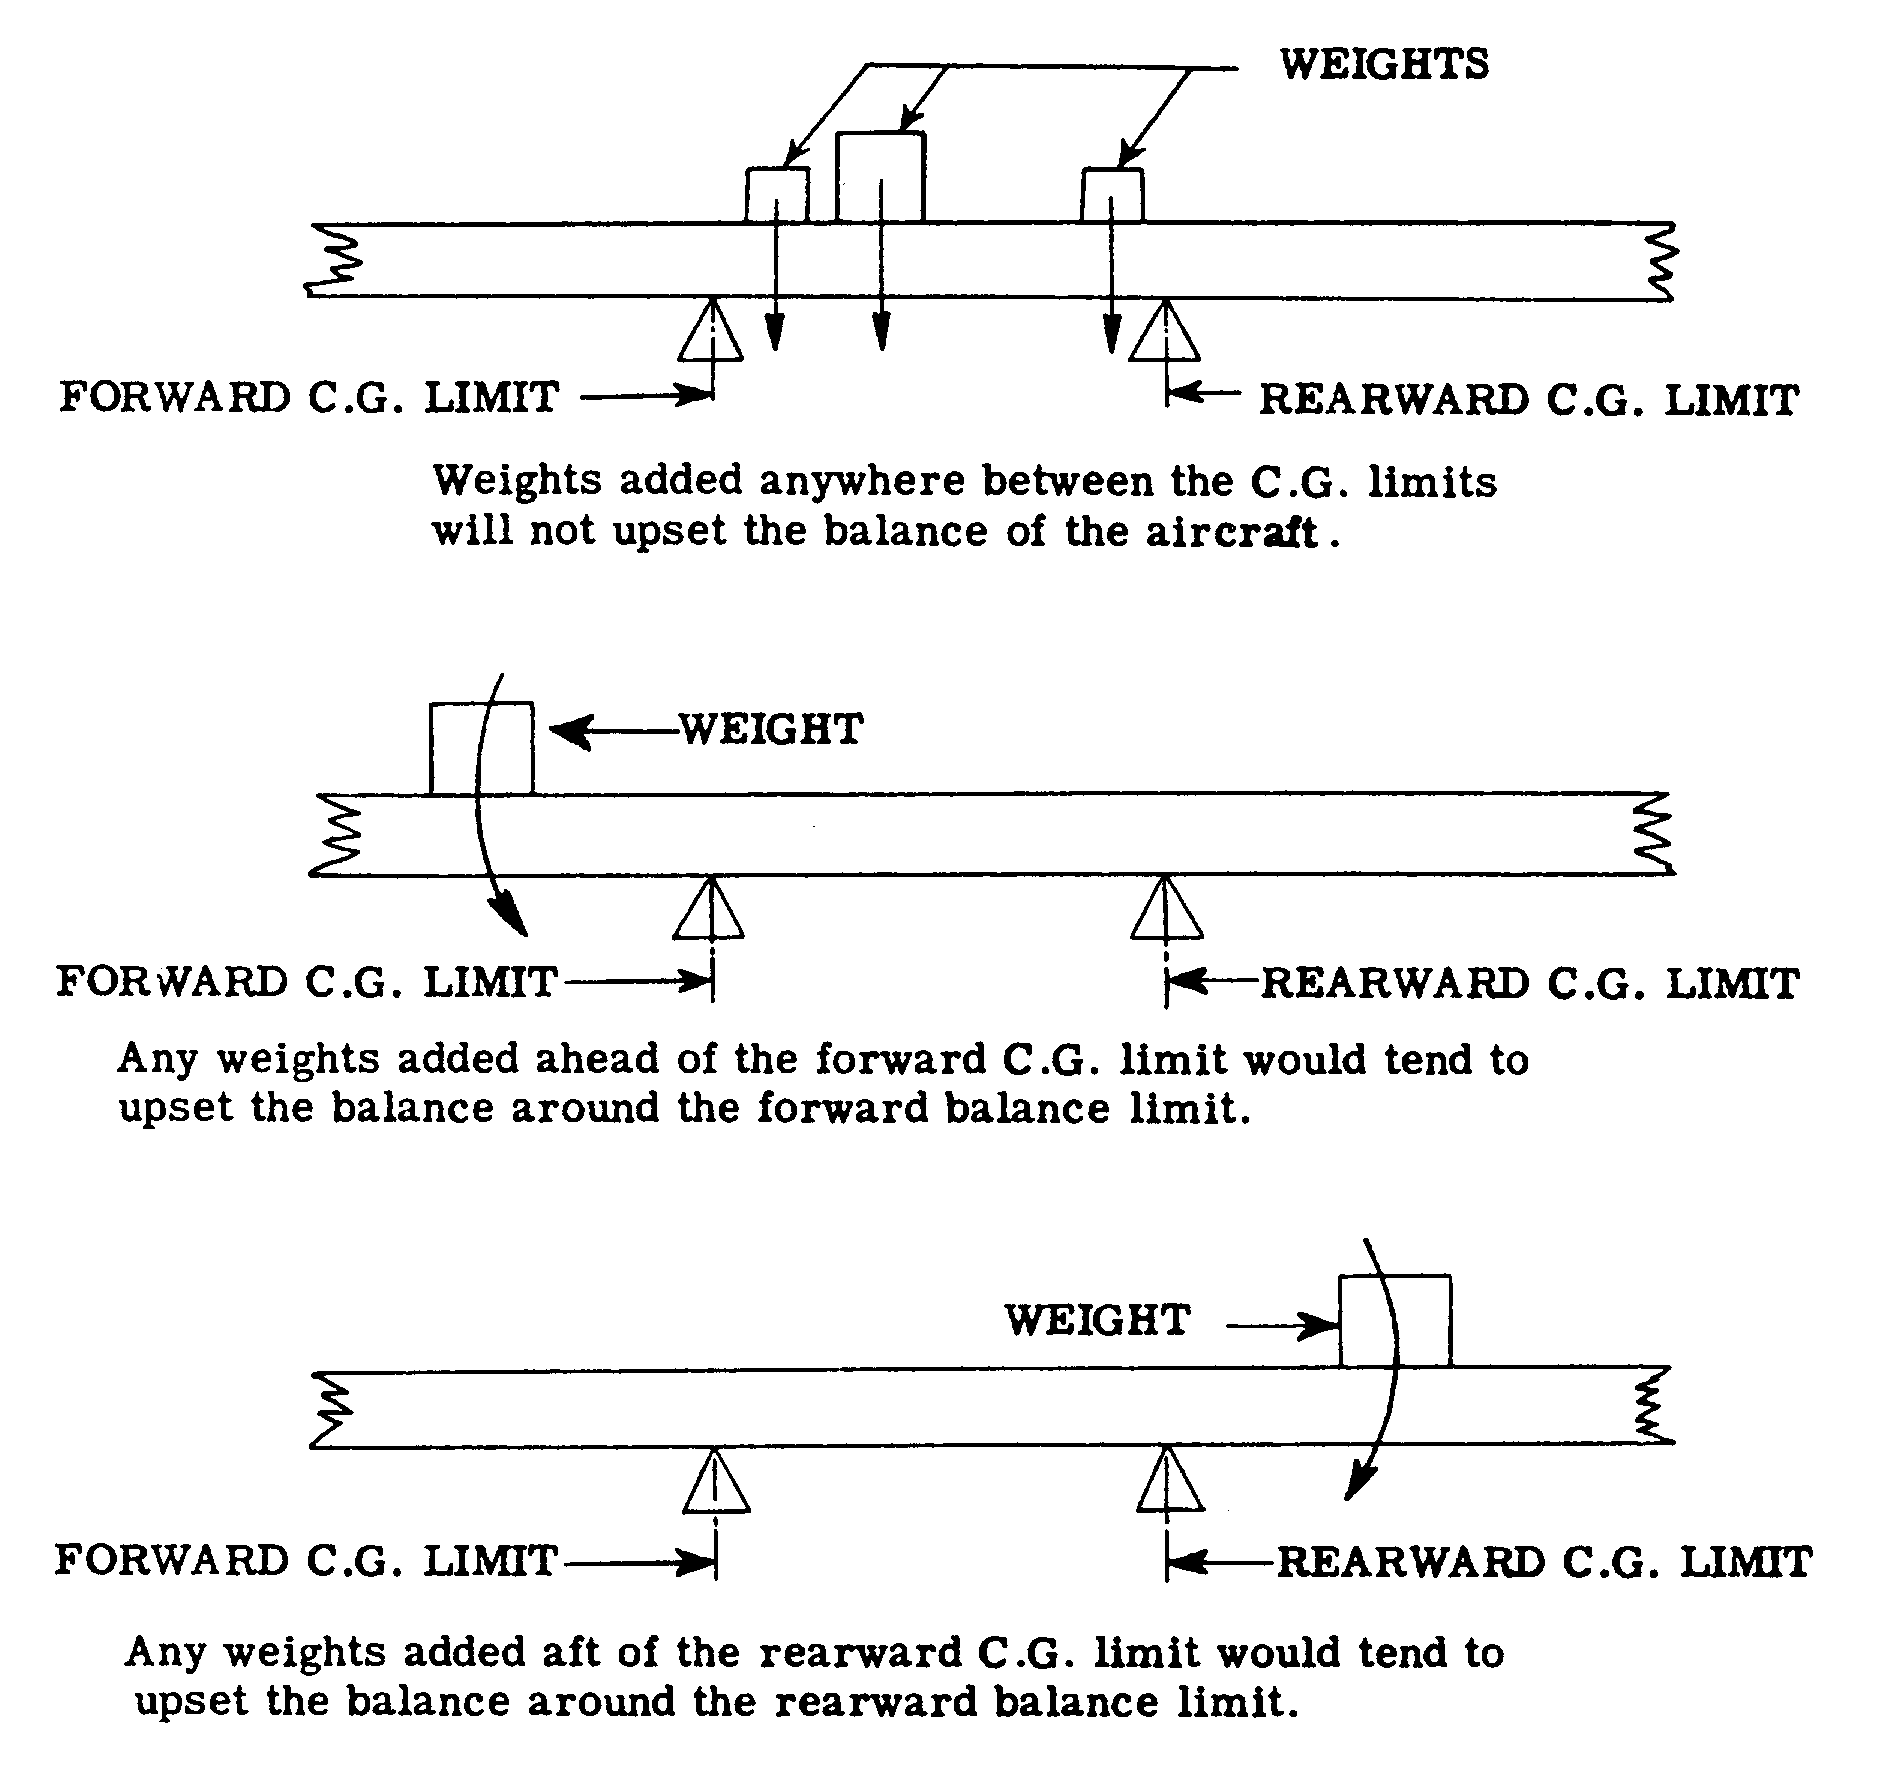 WEIGHTS
FORWARD C.G. LIMIT
REARWARD C.G. LIMIT
Weights added anywhere between the C.G. limits
will not upset the balance of the aircraft.
WEIGHT
FORWARD C.G. LIMIT
REARWARD C.G. LIMIT
Any weights added ahead of the forward C.G. limit would tend to
upset the balance around the forward balance limit.
WEIGHT
FORWARD C.G. LIMIT
REARWARD C.G. LIMIT
Any weights added aft of the rearward C.G. limit would tend to
upset the balance around the rearward balance limit.